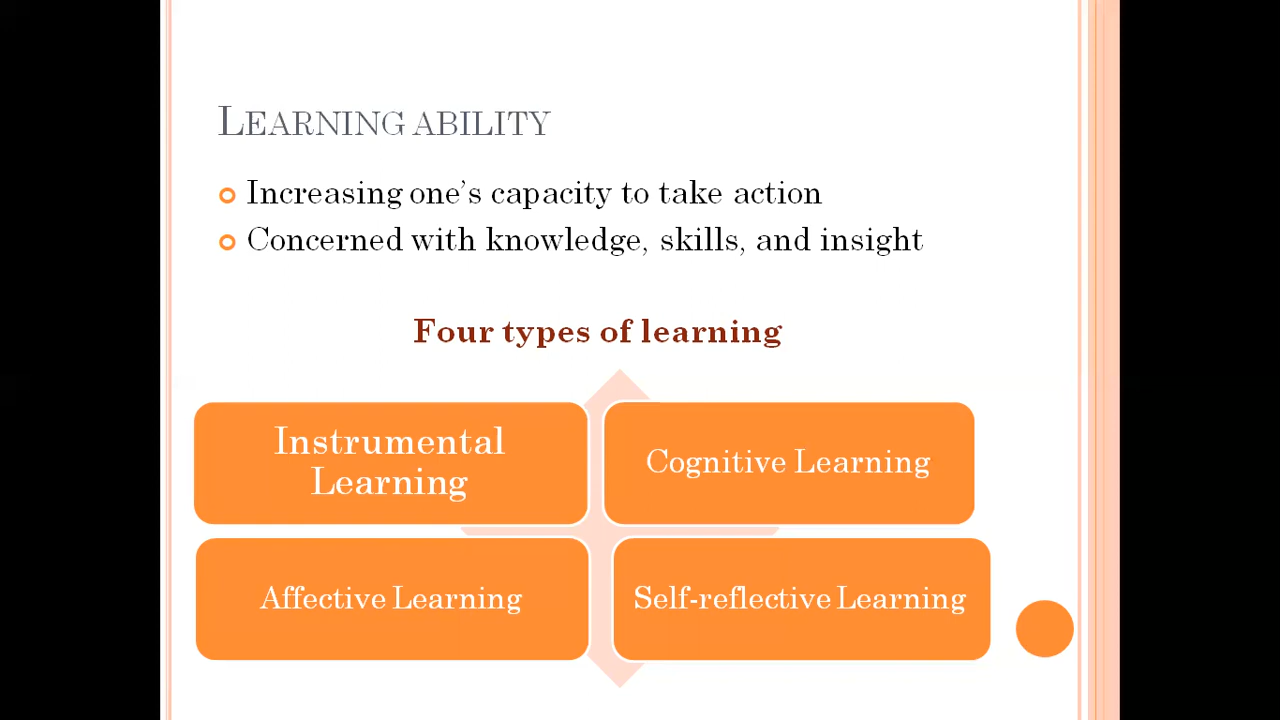 LEARNING ABILITY
Increasing one's capacity to take action
Concerned with knowledge, skills, and insight
Four types of learning
Instrumental
Learning
Cognitive Learning
Affective Learning
Self-reflective Learning